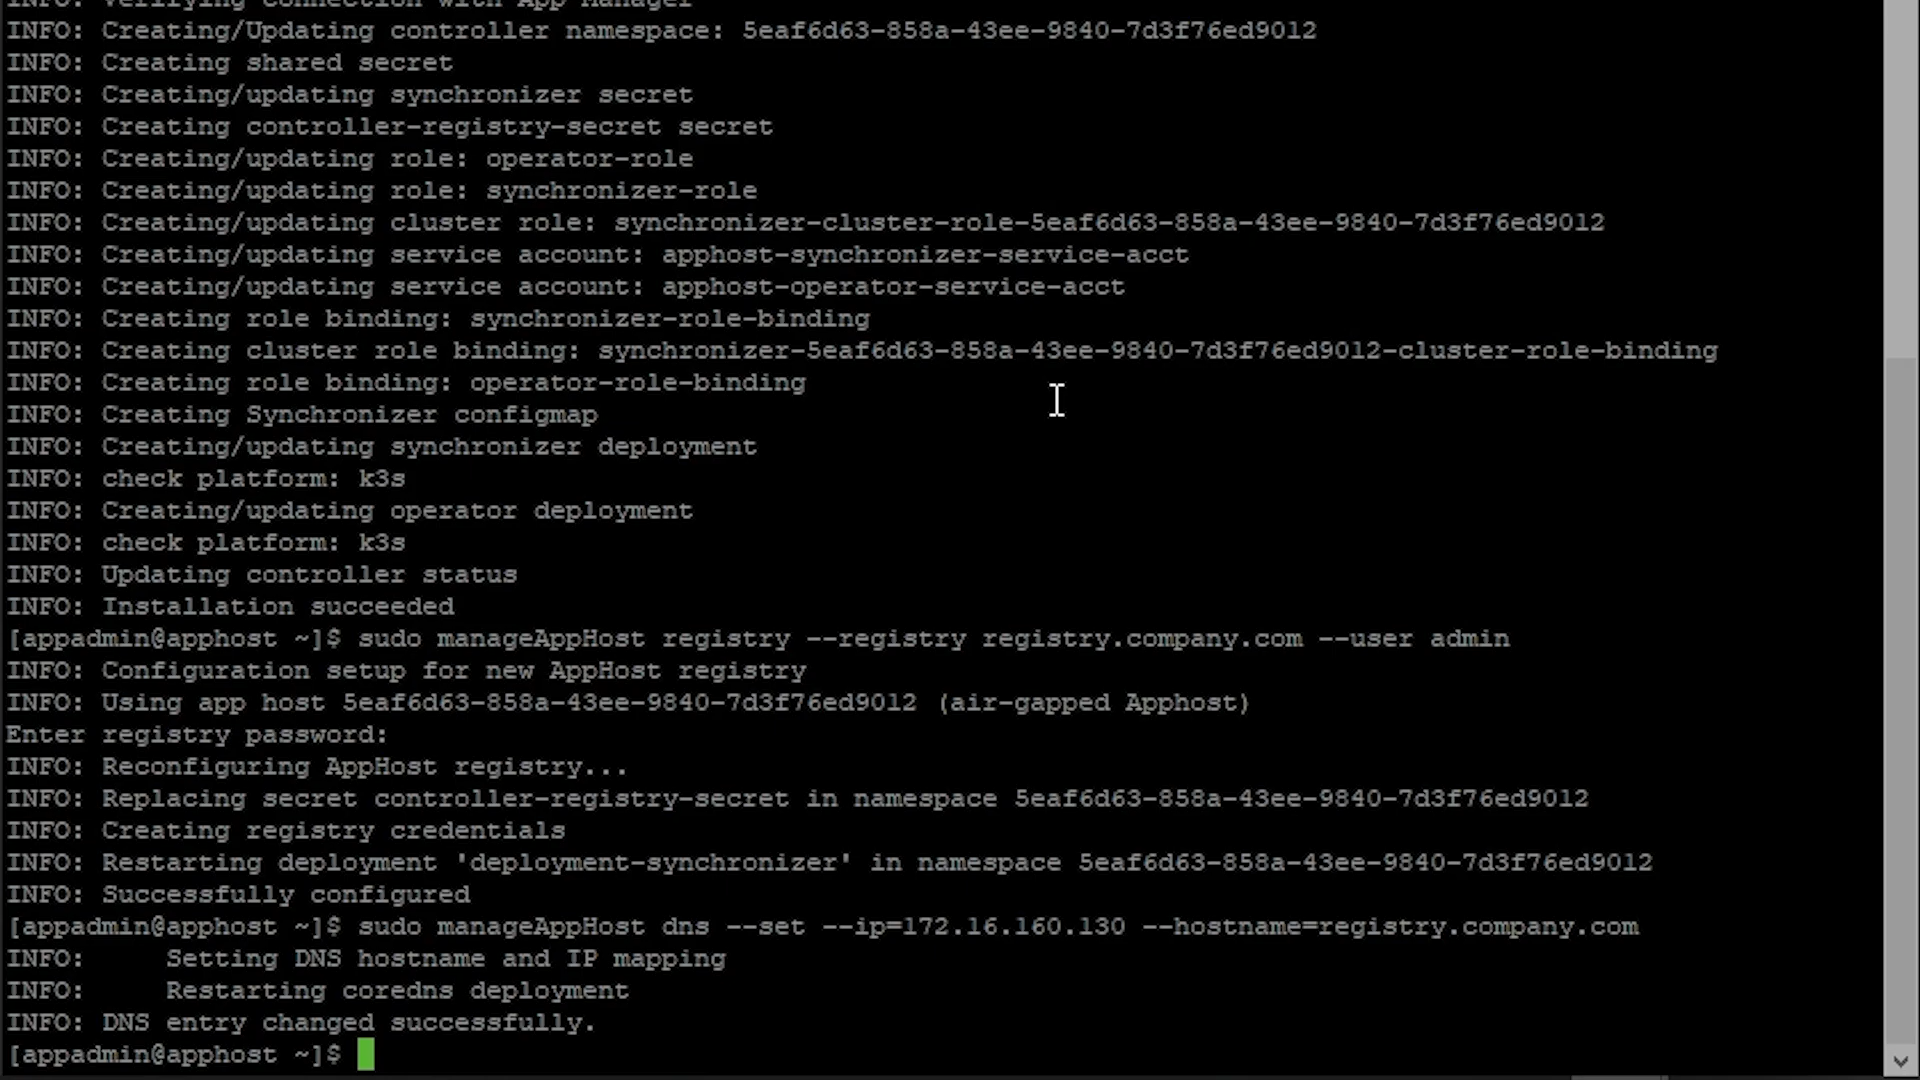 INFO: Verifying connection with App Manager
INFO: Creating/Updating controller namespace: 5eaf6d63-858a-43ee-9840-7d3f76ed9012
INFO: Creating shared secret
INFO: Creating/updating synchronizer secret
INFO: Creating controller-registry-secret secret
INFO: Creating/updating role: operator-role
INFO: Creating/updating role: synchronizer-role
INFO: Creating/updating cluster role: synchronizer-cluster-role-5eaf6d63-858a-43ee-9840-7d3f76ed9012
INFO: Creating/updating service account: apphost-synchronizer-service-acct
INFO: Creating/updating service account: apphost-operator-service-acct
INFO: Creating role binding: synchronizer-role-binding
INFO: Creating cluster role binding: synchronizer-5eaf6d63-858a-43ee-9840-7d3f76ed9012-cluster-role-binding
INFO: Creating role binding: operator-role-binding
INFO: Creating Synchronizer configmap
INFO: Creating/updating synchronizer deployment
INFO: check platform: k3s
INFO: Creating/updating operator deployment
INFO: check platform: k3s
INFO: Updating controller status
INFO: Installation succeeded
[appadmin@apphost ~]$ sudo manageAppHost registry --registry registry.company.com --user admin
INFO: Configuration setup for new AppHost registry
INFO: Using app host 5eaf6d63-858a-43ee-9840-7d3f76ed9012 (air-gapped Apphost)
Enter registry password:
INFO: Reconfiguring AppHost registry...
INFO: Replacing secret controller-registry-secret in namespace 5eaf6d63-858a-43ee-9840-7d3f76ed9012
INFO: Creating registry credentials
INFO: Restarting deployment 'deployment-synchronizer' in namespace 5eaf6d63-858a-43ee-9840-7d3f76ed9012
INFO: Successfully configured
[appadmin@apphost ~]$ sudo manageAppHost dns --set --ip=172.16.160.130 --hostname=registry.company.com
INFO:     Setting DNS hostname and IP mapping
INFO:     Restarting coredns deployment
INFO: DNS entry changed successfully.
[appadmin@apphost ~]$